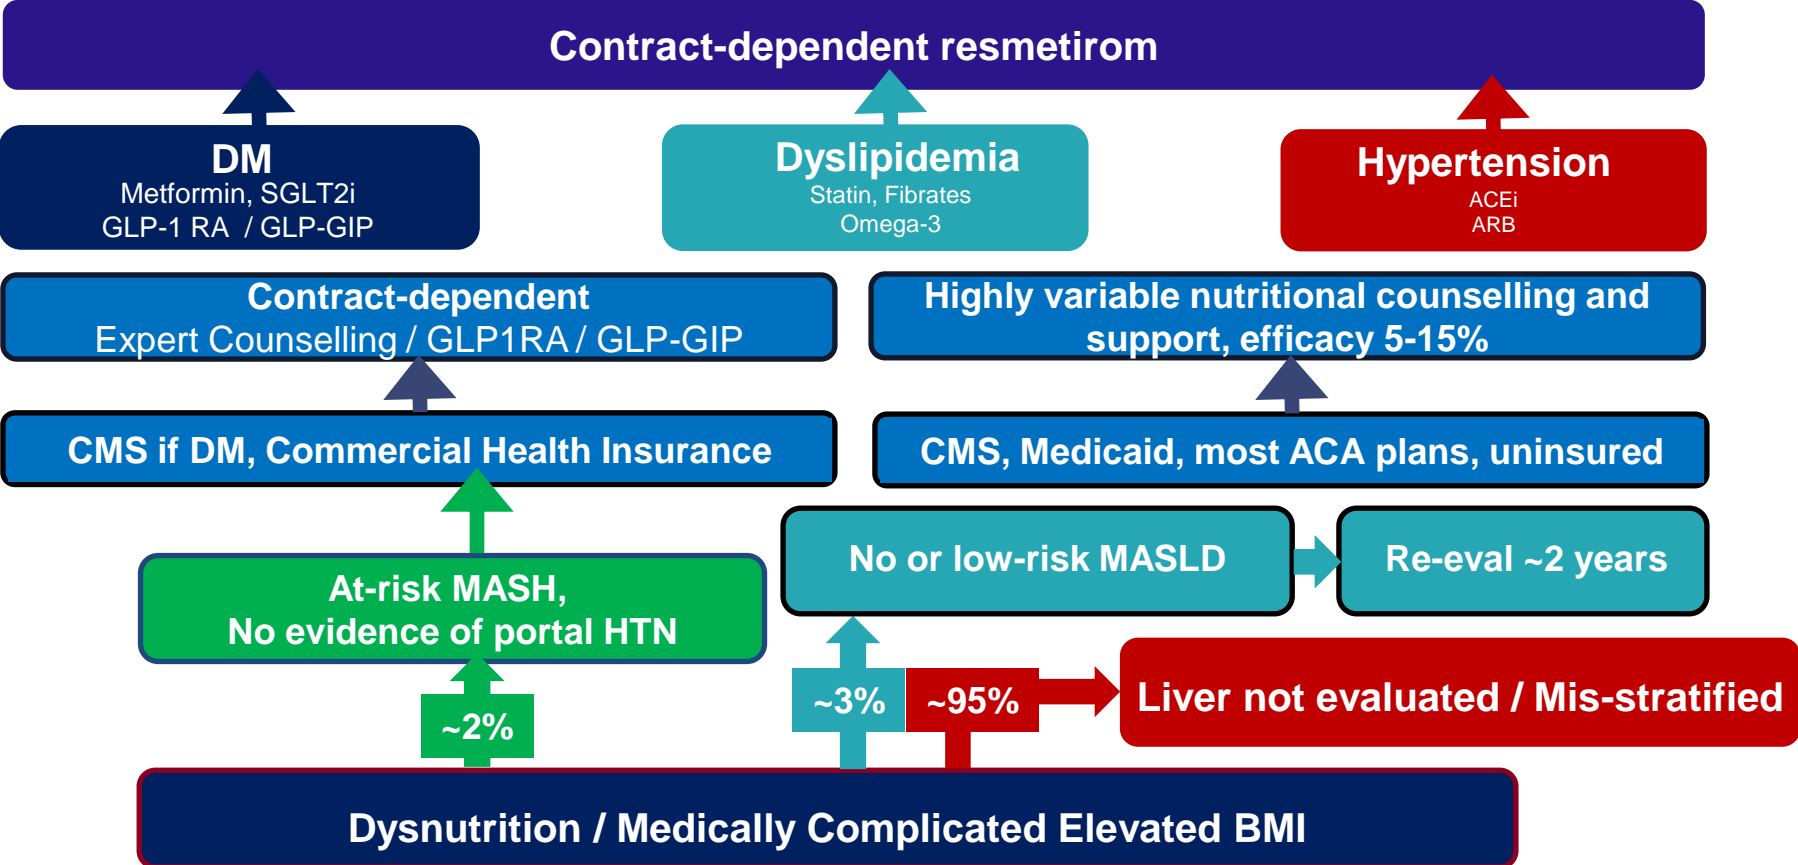 Contract-dependent resmetirom
DM
Metformin, SGLT2i
GLP-1 RA / GLP-GIP
Dyslipidemia
Statin, Fibrates
Omega-3
Hypertension
ACEi
ARB
Contract-dependent
Expert Counselling / GLP1RA / GLP-GIP
Highly variable nutritional counselling and
support, efficacy 5-15%
CMS if DM, Commercial Health Insurance
CMS, Medicaid, most ACA plans, uninsured
No or low-risk MASLD
Re-eval ~2 years
At-risk MASH,
No evidence of portal HTN
~2%
~3%
~95%
Liver not evaluated / Mis-stratified
Dysnutrition / Medically Complicated Elevated BMI